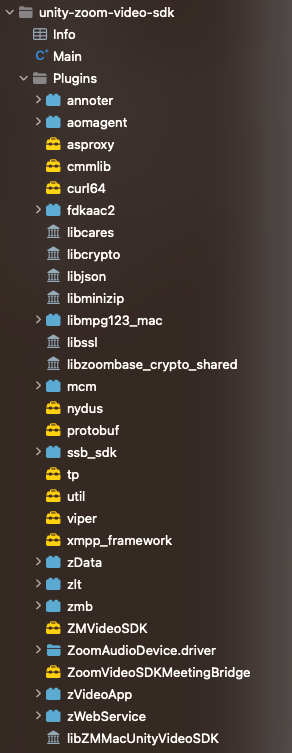 unity-zoom-video-sdk
Info
Main
Plugins
annoter
aomagent
asproxy
cmmlib
curl64
fdkaac2
libcares
libcrypto
libjson
libminizip
libmpg123_mac
libssl
libzoombase_crypto_shared
mcm
nydus
protobuf
ssb_sdk
tp
util
viper
xmpp_framework
zData
zlt
zmb
ZMVideoSDK
ZoomAudioDevice.driver
ZoomVideoSDKMeetingBridge
zVideoApp
zWebService
libZMMacUnityVideoSDK